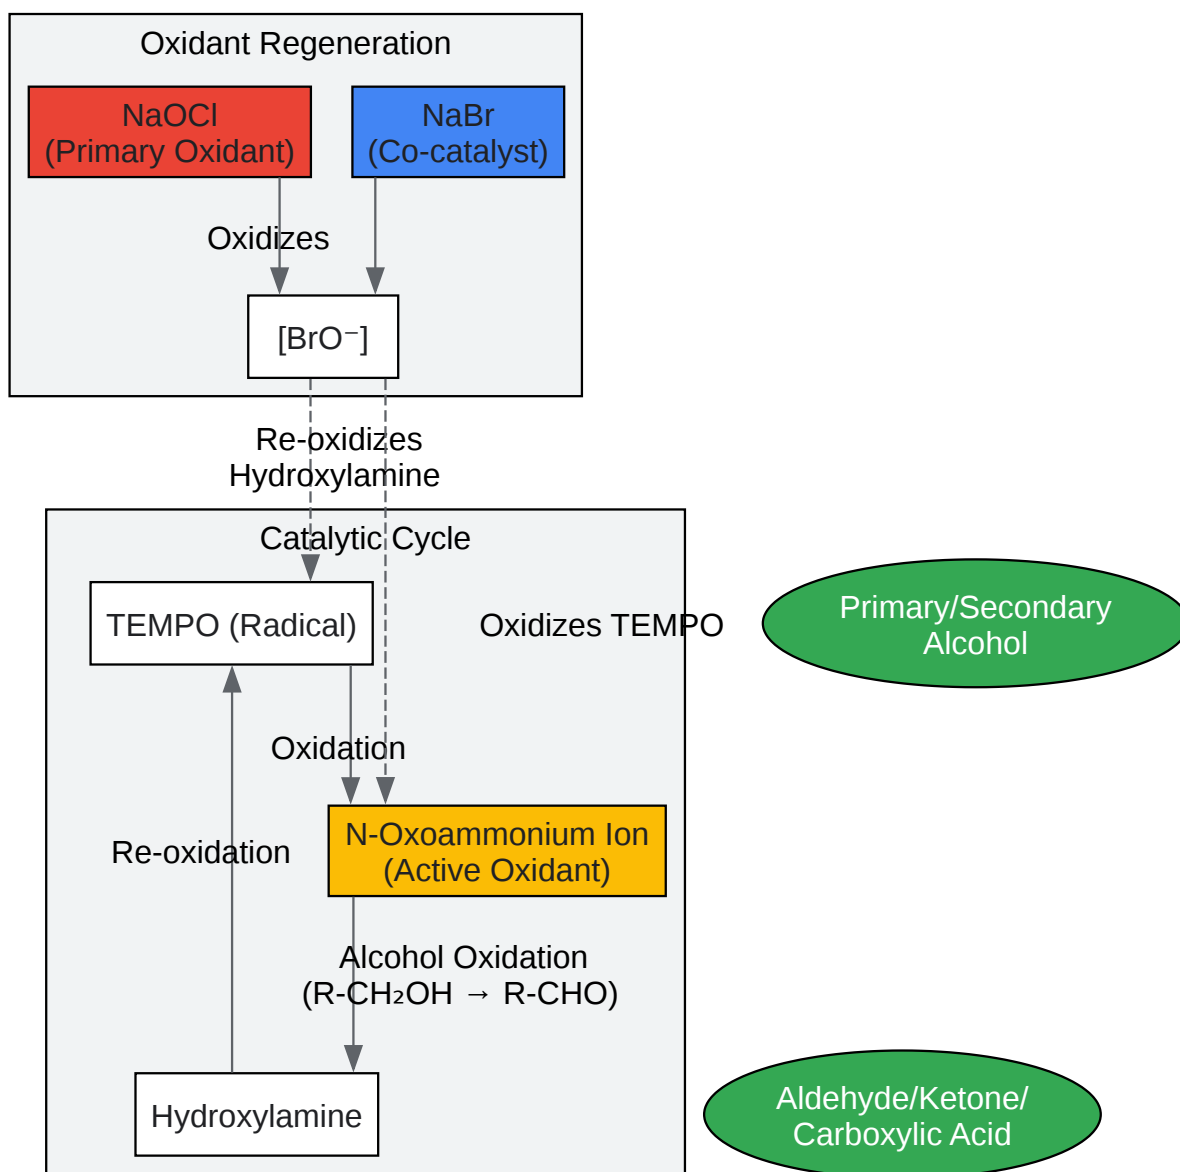 Oxidant Regeneration
NaOCl
(Primary Oxidant)
NaBr
(Co-catalyst)
Oxidizes
[BrO⁻]
Re-oxidizes
Hydroxylamine
Catalytic Cycle
TEMPO (Radical)
Oxidizes TEMPO
Primary/Secondary
Alcohol
Oxidation
N-Oxoammonium Ion
(Active Oxidant)
Re-oxidation
Alcohol Oxidation
(R-CH₂OH → R-CHO)
Hydroxylamine
Aldehyde/Ketone/
Carboxylic Acid